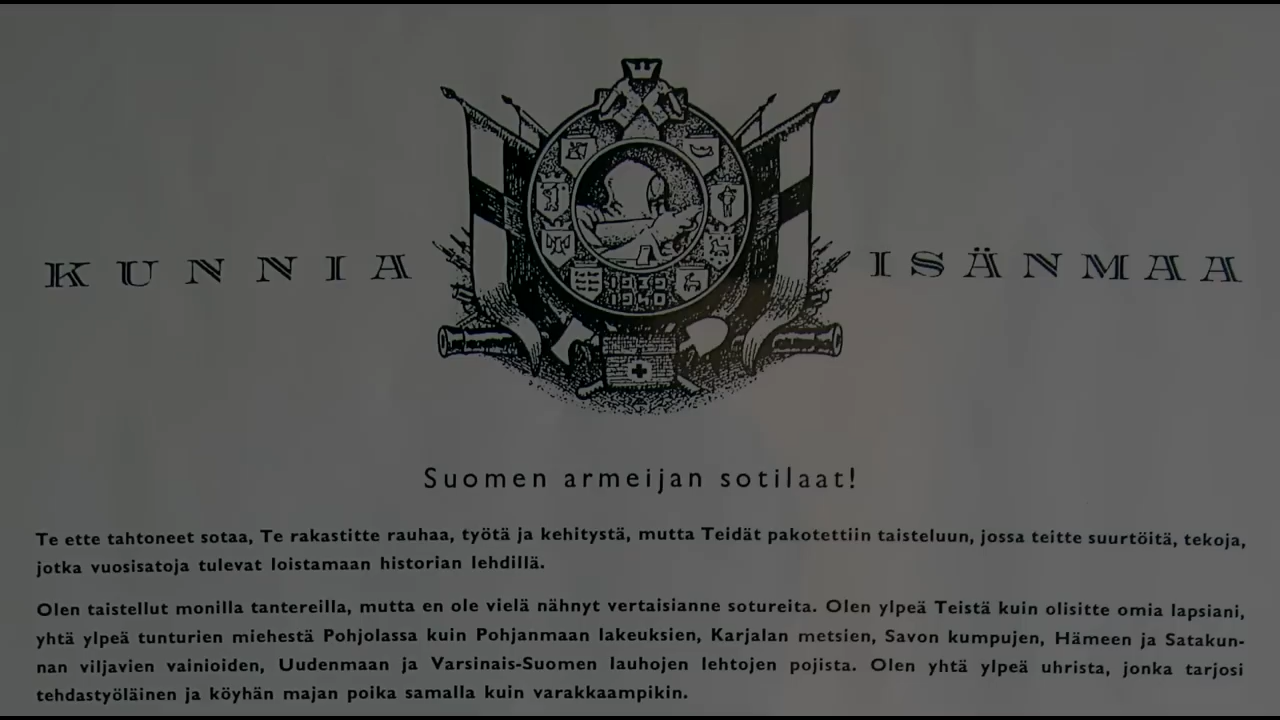 KUNNIA ISÄNMAA
1939
1940
Suomen armeijan sotilaat!
Te ette tahtoneet sotaa, Te rakastitte rauhaa, työtä ja kehitystä, mutta Teidät pakotettiin taisteluun, jossa teitte suurtöitä, tekoja,
jotka vuosisatoja tulevat loistamaan historian lehdillä.
Olen taistellut monilla tantereilla, mutta en ole vielä nähnyt vertaisianne sotureita. Olen ylpeä Teistä kuin olisitte omia lapsiani,
yhtä ylpeä tunturien miehestä Pohjolassa kuin Pohjanmaan lakeuksien, Karjalan metsien, Savon kumpujen, Hämeen ja Satakun-
nan viljavien vainioiden, Uudenmaan ja Varsinais-Suomen lauhojen lehtojen pojista. Olen yhtä ylpeä uhrista, jonka tarjosi
tehdastyöläinen ja köyhän majan poika samalla kuin varakkaampikin.